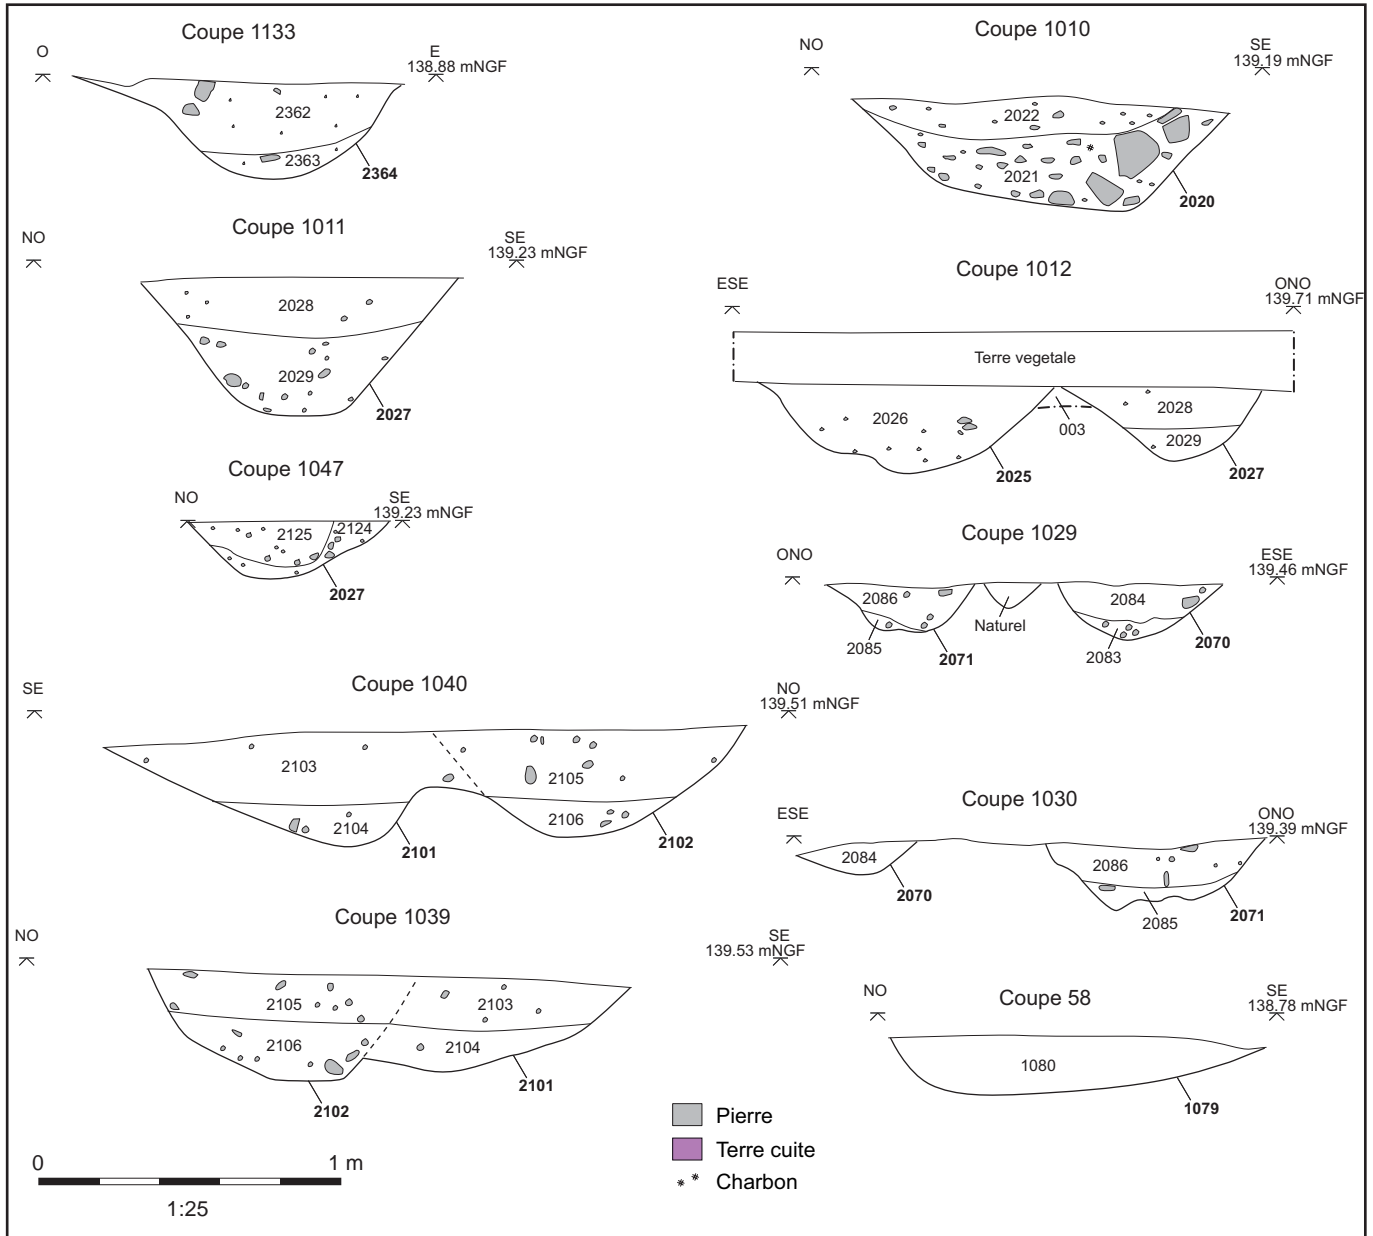 Coupe 1133
O
E
138.88 mNGF
2362
2363
2364
Coupe 1010
NO
SE
139.19 mNGF
2022
2021
2020
Coupe 1011
NO
SE
139.23 mNGF
2028
2029
2027
Coupe 1012
ESE
ONO
139.71 mNGF
Terre vegetale
2026
003
2028
2029
2025
2027
Coupe 1047
NO
SE
139.23 mNGF
2125
2124
2027
Coupe 1029
ONO
ESE
139.46 mNGF
2086
Naturel
2084
2085
2071
2083
2070
Coupe 1040
SE
NO
139.51 mNGF
2103
2105
2104
2106
2101
2102
Coupe 1030
ESE
ONO
139.39 mNGF
2084
2086
2070
2085
2071
Coupe 1039
NO
SE
139.53 mNGF
2105
2103
2106
2104
2101
2102
Coupe 58
NO
SE
138.78 mNGF
1080
1079
Pierre
Terre cuite
Charbon
0
1 m
1:25